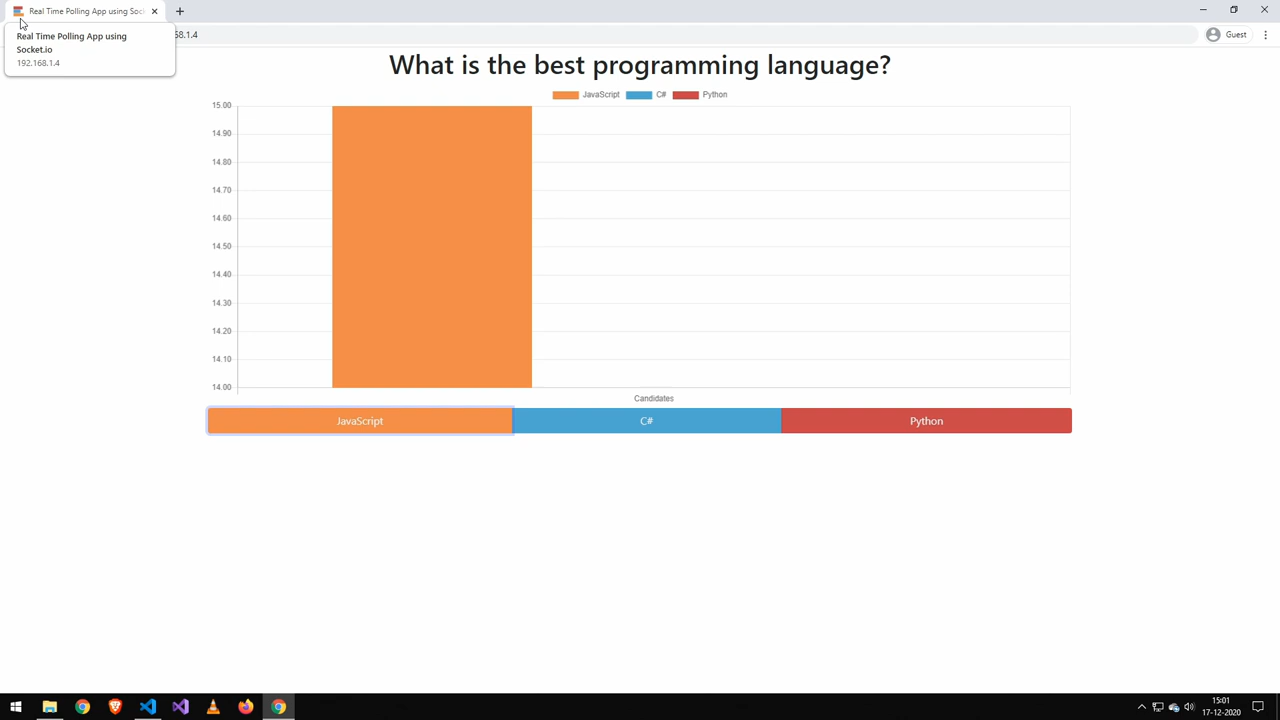 Real Time Polling App using Soc
Real Time Polling App using
Socket.io
192.168.1.4
58.1.4
Guest
What is the best programming language?
JavaScript C# Python
15.00
14.90
14.80
14.70
14.60
14.50
14.40
14.30
14.20
14.10
14.00
Candidates
JavaScript C# Python
15:01
17-12-2020